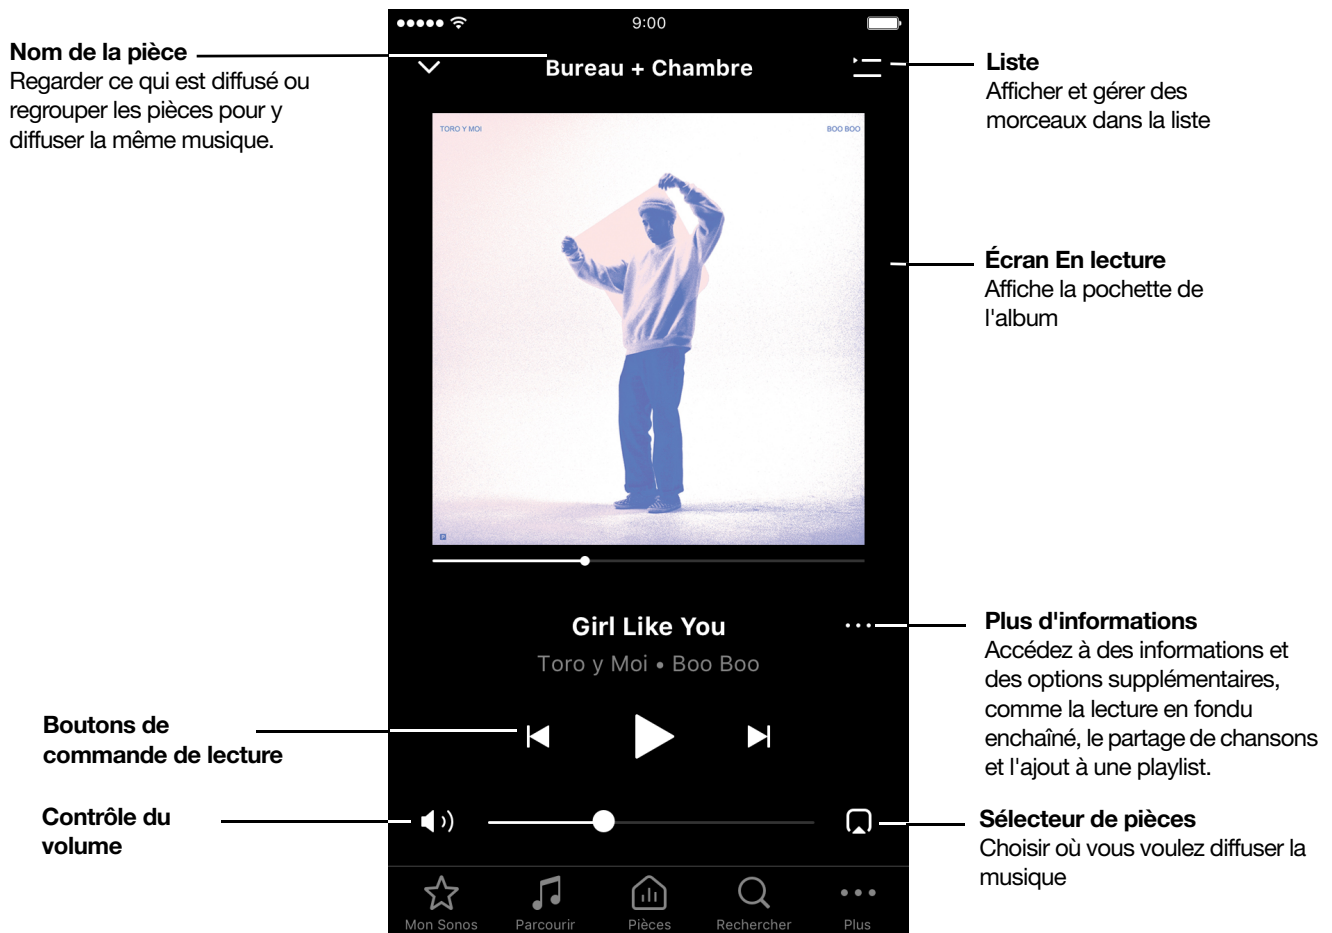 9:00
Nom de la pièce
Regarder ce qui est diffusé ou
regrouper les pièces pour y
diffuser la même musique.
Bureau + Chambre
Liste
Afficher et gérer des
morceaux dans la liste
TORO Y MOI
BOO BOO
Écran En lecture
Affiche la pochette de
l'album
Girl Like You
Toro y Moi • Boo Boo
Plus d'informations
Accédez à des informations et
des options supplémentaires,
comme la lecture en fondu
enchaîné, le partage de chansons
et l'ajout à une playlist.
Boutons de
commande de lecture
Contrôle du
volume
Sélecteur de pièces
Choisir où vous voulez diffuser la
musique
Mon Sonos
Parcourir
Pièces
Rechercher
Plus